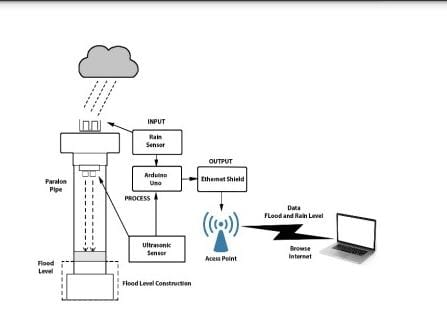 INPUT
Rain
Sensor
OUTPUT
Arduino
Uno
Ethernet Shield
Paralon
Pipe
PROCESS
Data
FLood and Rain Level
Ultrasonic
Sensor
Acess Point
Browse
Internet
Flood
Level
Flood Level Construction